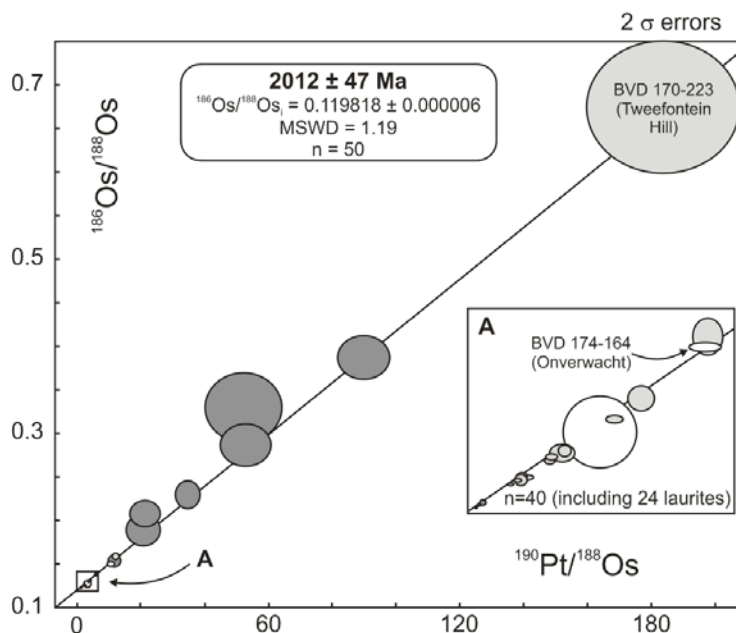 2 σ errors
0.7
0.5
0.3
0.1
¹⁸⁶Os/¹⁸⁸Os
2012 ± 47 Ma
¹⁸⁶Os/¹⁸⁸Osᵢ = 0.119818 ± 0.000006
MSWD = 1.19
n = 50
BVD 170-223
(Tweefontein
Hill)
A
BVD 174-164
(Onverwacht)
n=40 (including 24 laurites)
A
¹⁹⁰Pt/¹⁸⁸Os
0
60
120
180